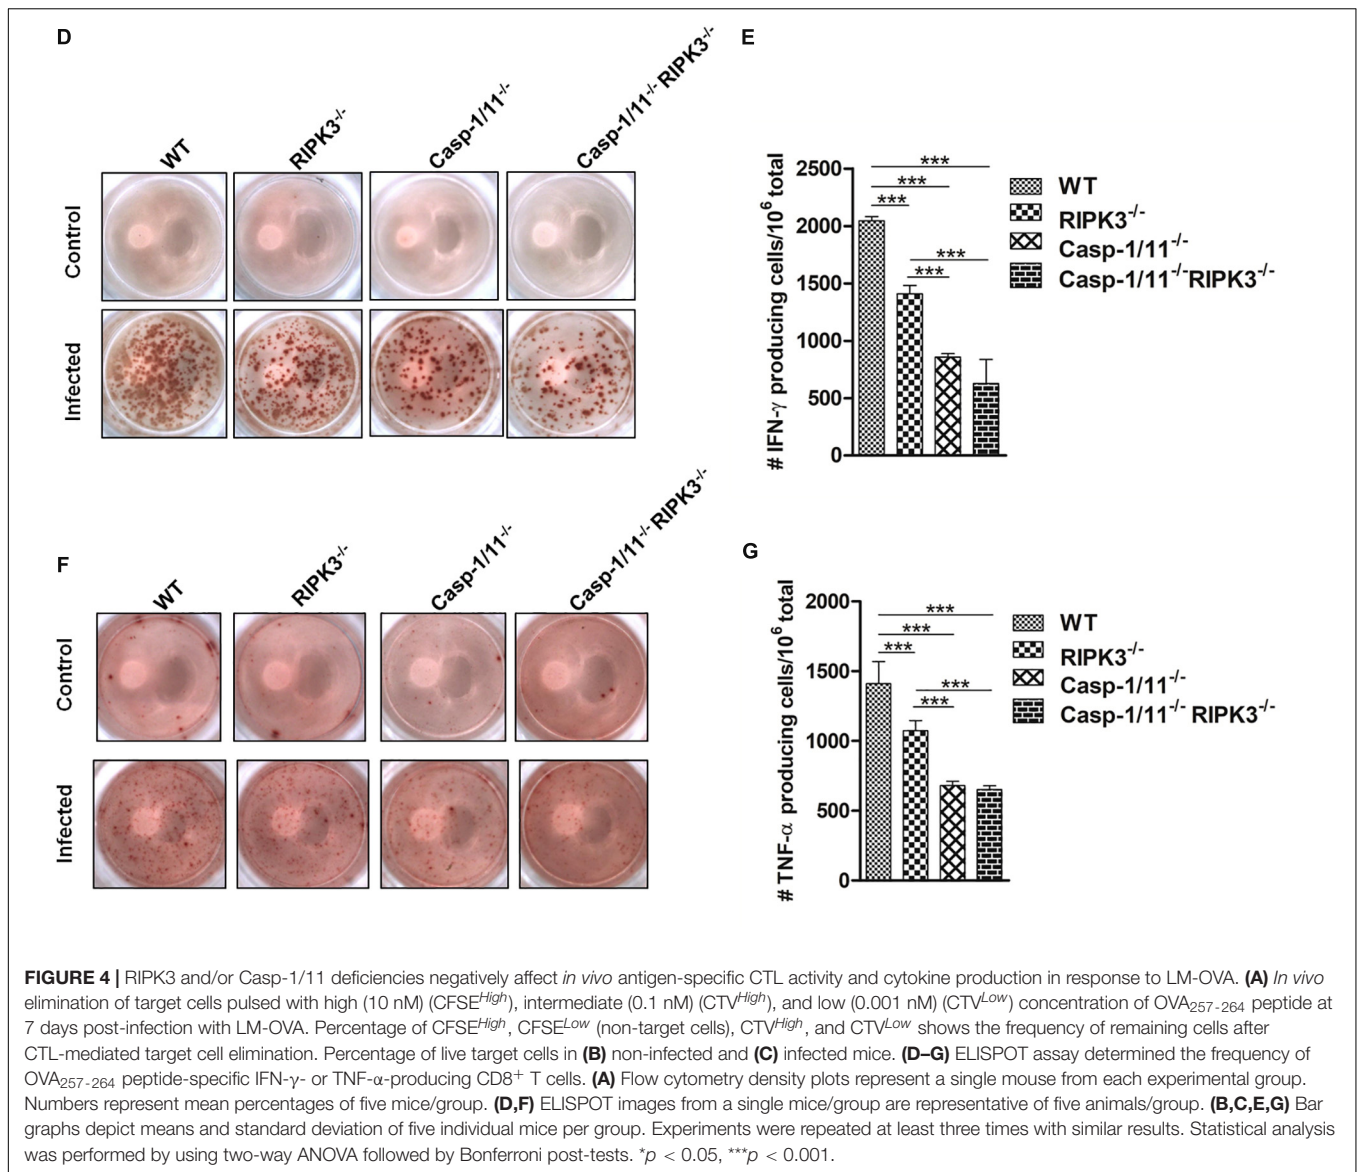 D
WT
RIPK3-/-
Casp-1/11-/-
Casp-1/11-/- RIPK3-/-
Control
Infected
E
# IFN-γ producing cells/10⁶ total
2500
2000
1500
1000
500
0
***
***
***
***
***
WT
RIPK3-/-
Casp-1/11-/-
Casp-1/11-/-RIPK3-/-
F
WT
RIPK3-/-
Casp-1/11-/-
Casp-1/11-/- RIPK3-/-
Control
Infected
G
# TNF-α producing cells/10⁶ total
2000
1500
1000
500
0
***
***
***
***
***
WT
RIPK3-/-
Casp-1/11-/-
Casp-1/11-/- RIPK3-/-
FIGURE 4 | RIPK3 and/or Casp-1/11 deficiencies negatively affect in vivo antigen-specific CTL activity and cytokine production in response to LM-OVA. (A) In vivo
elimination of target cells pulsed with high (10 nM) (CFSEHigh), intermediate (0.1 nM) (CTVHigh), and low (0.001 nM) (CTVLow) concentration of OVA257-264 peptide at
7 days post-infection with LM-OVA. Percentage of CFSEHigh, CFSELow (non-target cells), CTVHigh, and CTVLow shows the frequency of remaining cells after
CTL-mediated target cell elimination. Percentage of live target cells in (B) non-infected and (C) infected mice. (D–G) ELISPOT assay determined the frequency of
OVA257-264 peptide-specific IFN-γ- or TNF-α-producing CD8+ T cells. (A) Flow cytometry density plots represent a single mouse from each experimental group.
Numbers represent mean percentages of five mice/group. (D,F) ELISPOT images from a single mice/group are representative of five animals/group. (B,C,E,G) Bar
graphs depict means and standard deviation of five individual mice per group. Experiments were repeated at least three times with similar results. Statistical analysis
was performed by using two-way ANOVA followed by Bonferroni post-tests. *p < 0.05, ***p < 0.001.